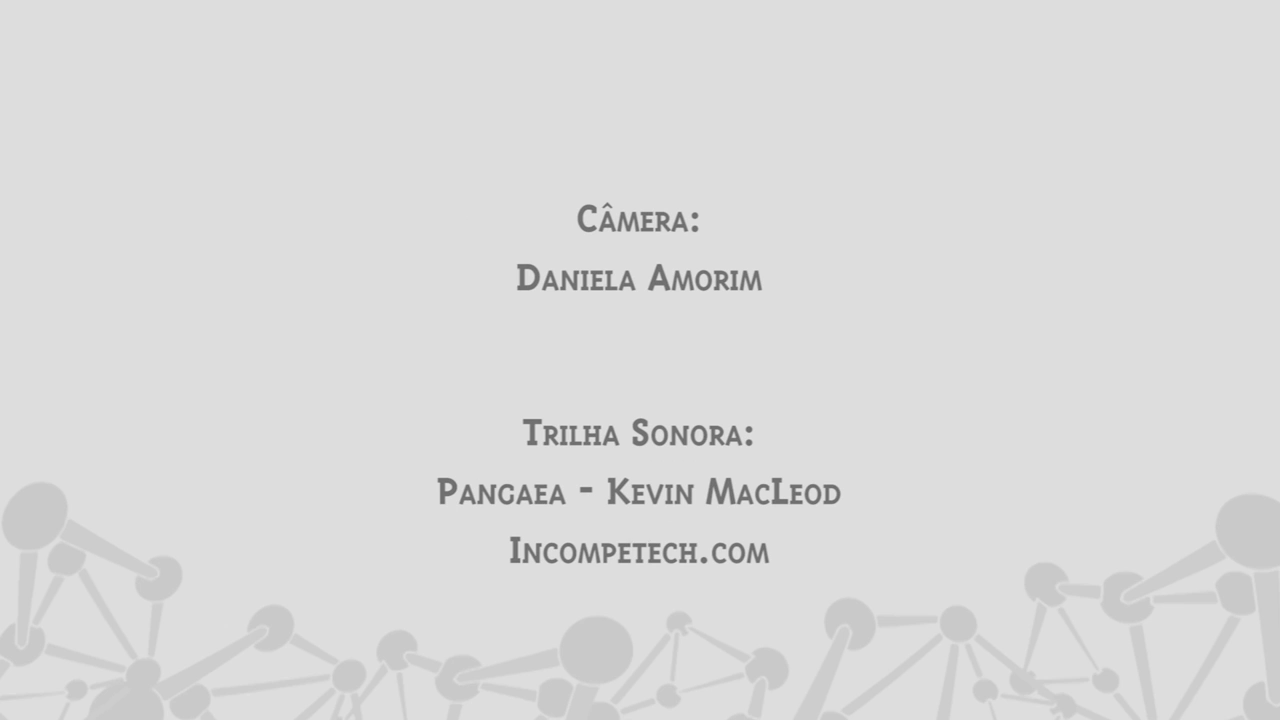 Câmera:
Daniela Amorim
Trilha Sonora:
Pangaea - Kevin MacLeod
Incompetech.com